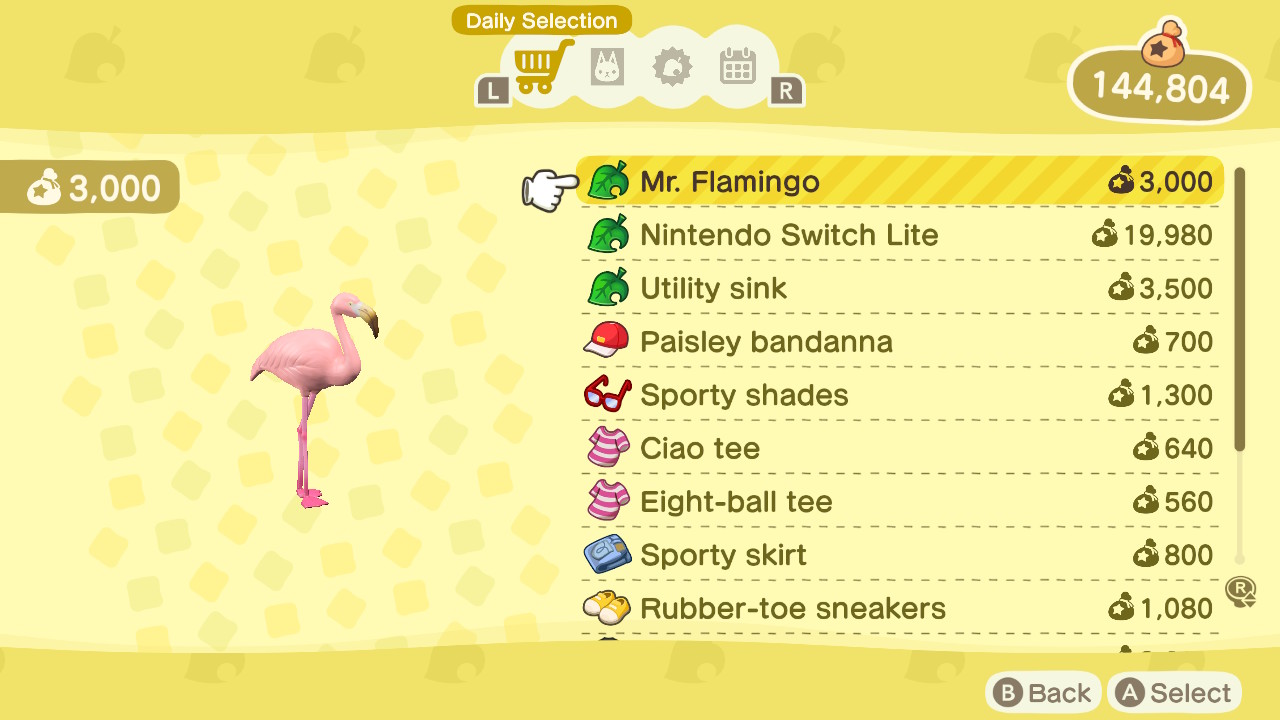 Daily Selection
L
R
144,804
3,000
Mr. Flamingo 3,000
Nintendo Switch Lite 19,980
Utility sink 3,500
Paisley bandanna 700
Sporty shades 1,300
Ciao tee 640
Eight-ball tee 560
Sporty skirt 800
Rubber-toe sneakers 1,080
R
B Back A Select